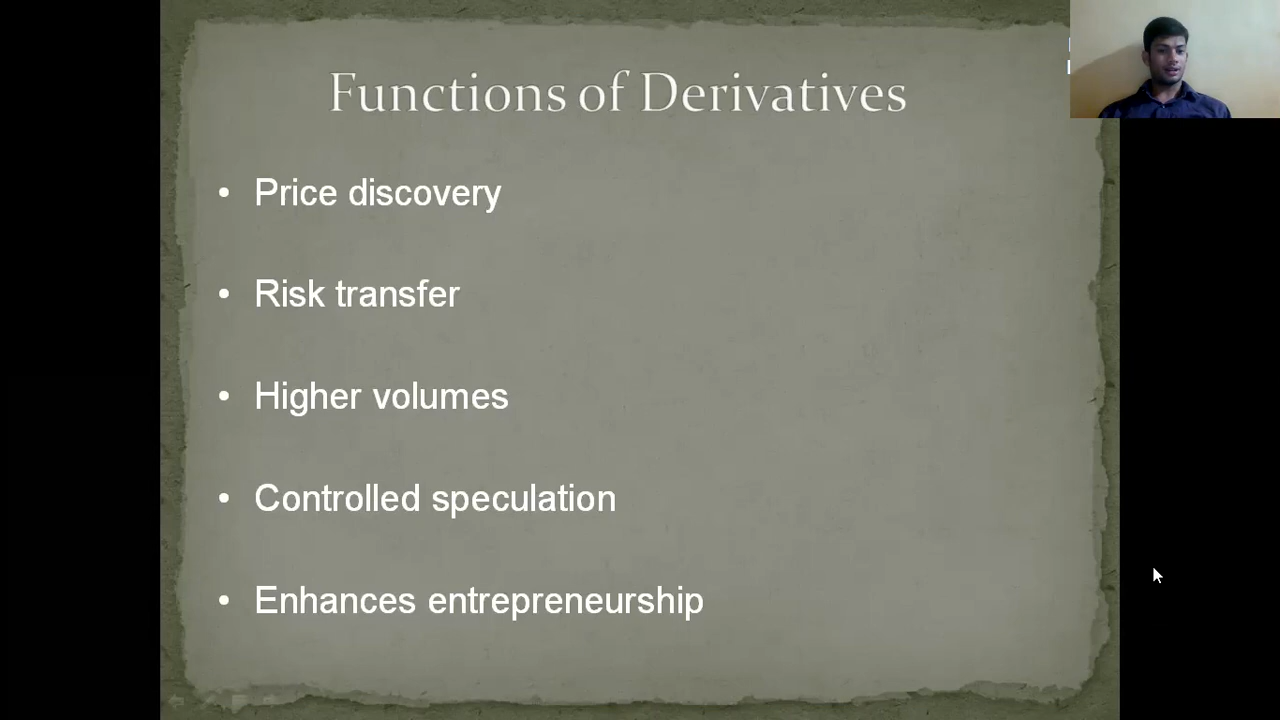 Functions of Derivatives
• Price discovery
• Risk transfer
• Higher volumes
• Controlled speculation
• Enhances entrepreneurship